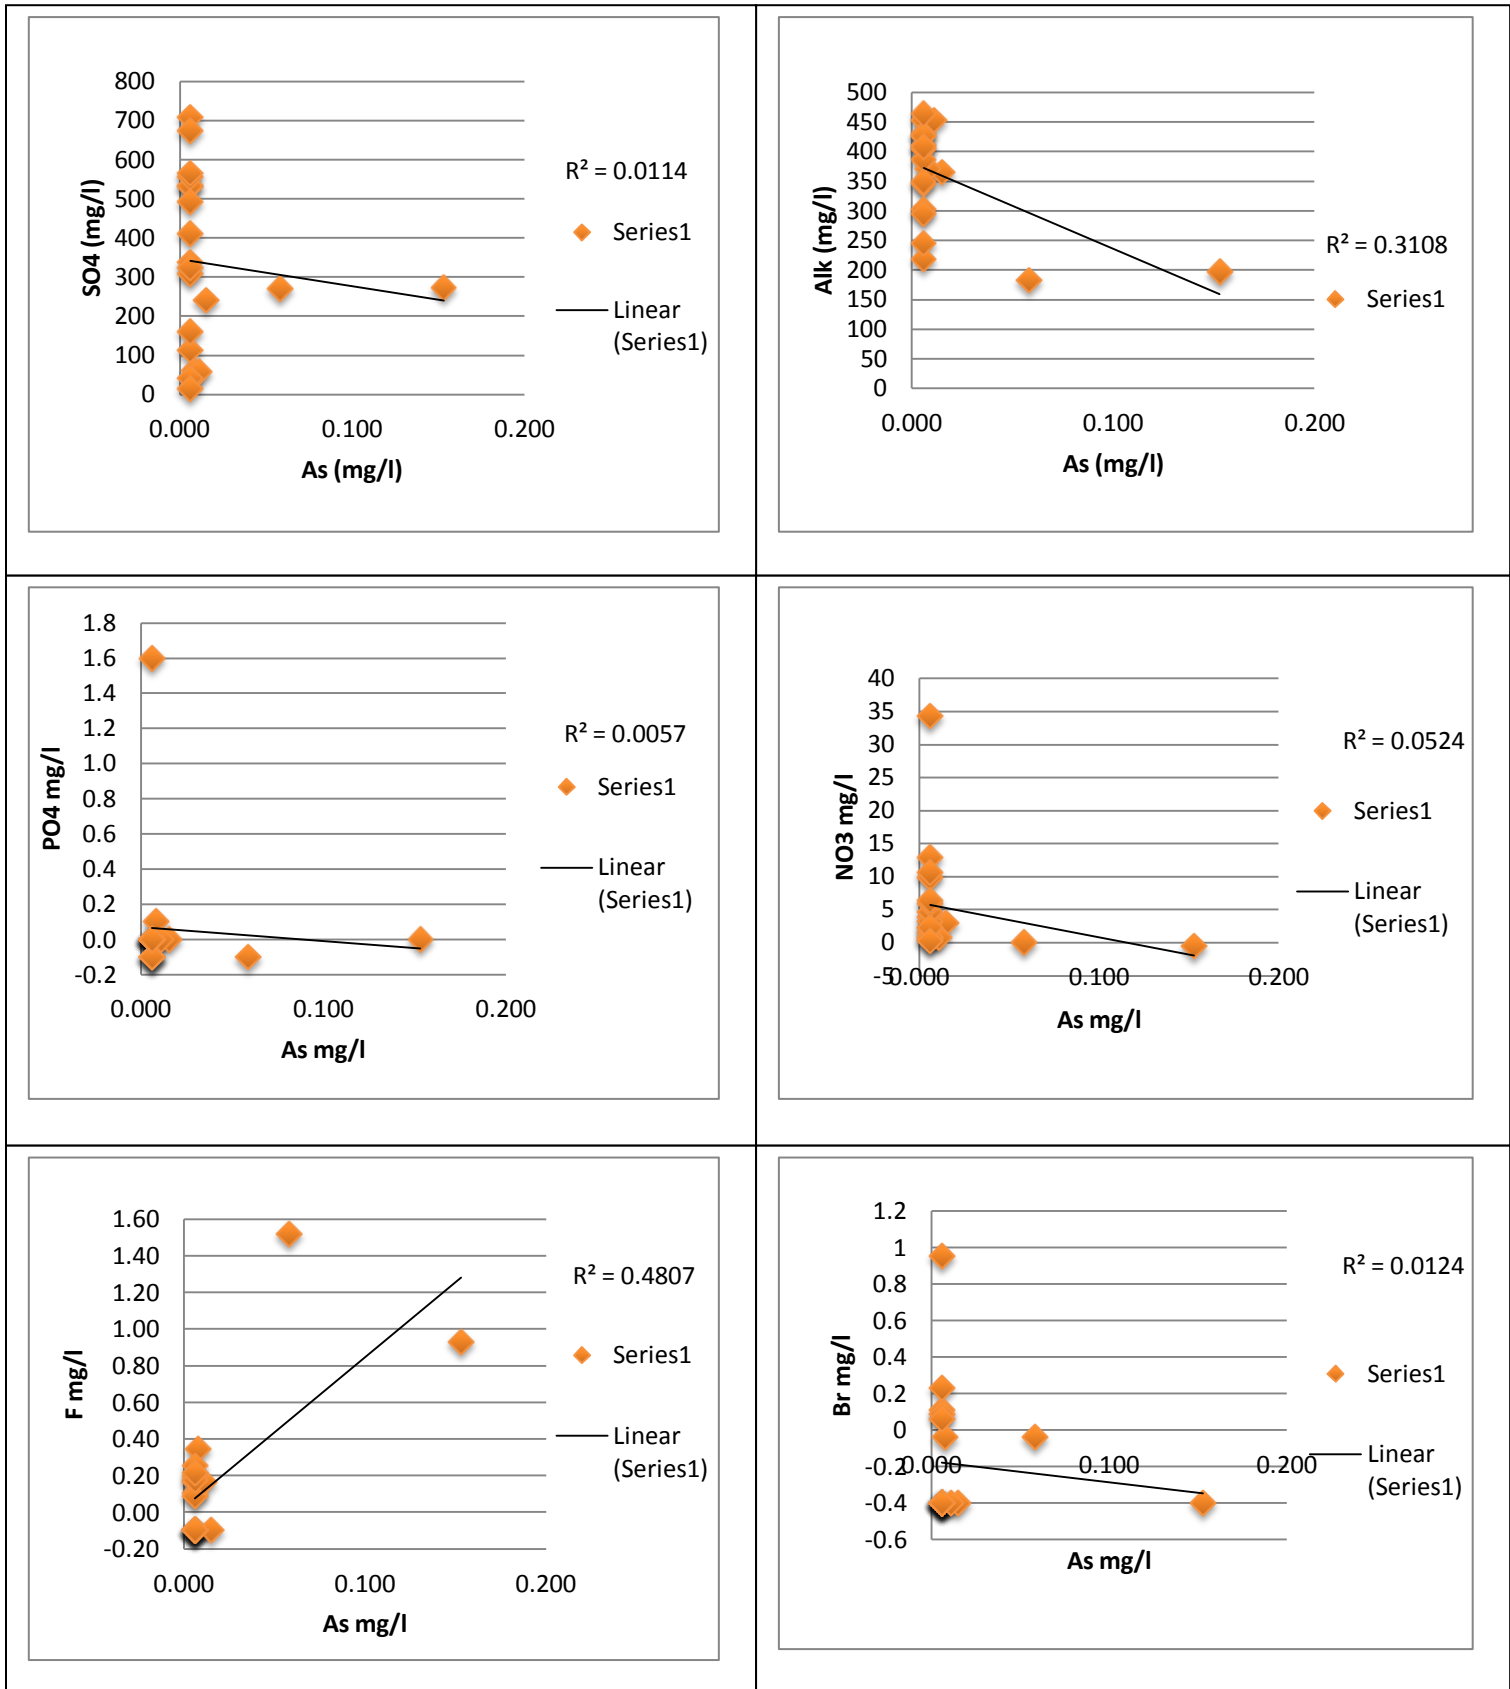 800
700
600
500
400
300
200
100
0
SO4 (mg/l)
0.000 0.100 0.200
As (mg/l)
R² = 0.0114
Series1
Linear
(Series1)
500
450
400
350
300
250
200
150
100
50
0
Alk (mg/l)
0.000 0.100 0.200
As (mg/l)
R² = 0.3108
Series1
1.8
1.6
1.4
1.2
1.0
0.8
0.6
0.4
0.2
0.0
-0.2
PO4 mg/l
0.000 0.100 0.200
As mg/l
R² = 0.0057
Series1
Linear
(Series1)
40
35
30
25
20
15
10
5
0
-5
NO3 mg/l
0.000 0.100 0.200
As mg/l
R² = 0.0524
Series1
Linear
(Series1)
1.60
1.40
1.20
1.00
0.80
0.60
0.40
0.20
0.00
-0.20
F mg/l
0.000 0.100 0.200
As mg/l
R² = 0.4807
Series1
Linear
(Series1)
1.2
1
0.8
0.6
0.4
0.2
0
-0.2
-0.4
-0.6
Br mg/l
0.000 0.100 0.200
As mg/l
R² = 0.0124
Series1
Linear
(Series1)